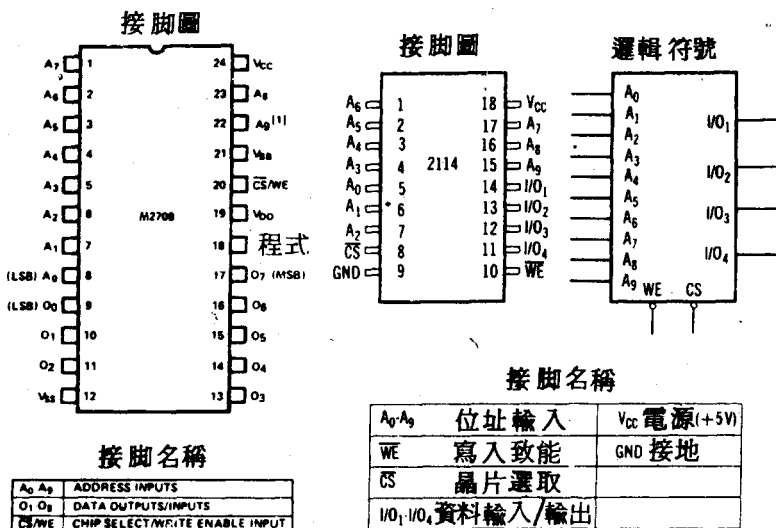 接脚圖
A7 1 24 VCC
A6 2 23 A8
A5 3 22 A9 [1]
A4 4 21 VBB
A3 5 20 CS/WE
A2 6 M2708 19 VDD
A1 7 18 程式
(LSB) A0 8 17 O7 (MSB)
(LSB) O0 9 16 O6
O1 10 15 O5
O2 11 14 O4
VSS 12 13 O3
接脚名稱
A0 A9 ADDRESS INPUTS
O1 O8 DATA OUTPUTS/INPUTS
CS/WE CHIP SELECT/WRITE ENABLE INPUT
接脚圖
A6 1 18 VCC
A5 2 17 A7
A4 3 16 A8
A3 4 2114 15 A9
A0 5 14 I/O1
A1 6 13 I/O2
A2 7 12 I/O3
CS 8 11 I/O4
GND 9 10 WE
邏輯符號
A0
A1 I/O1
A2
A3
A4 I/O2
A5
A6 I/O3
A7
A8 I/O4
A9
WE CS
接脚名稱
A0-A9 位址輸入 VCC 電源(+5V)
WE 寫入致能 GND 接地
CS 晶片選取
I/O1-I/O4 資料輸入/輸出